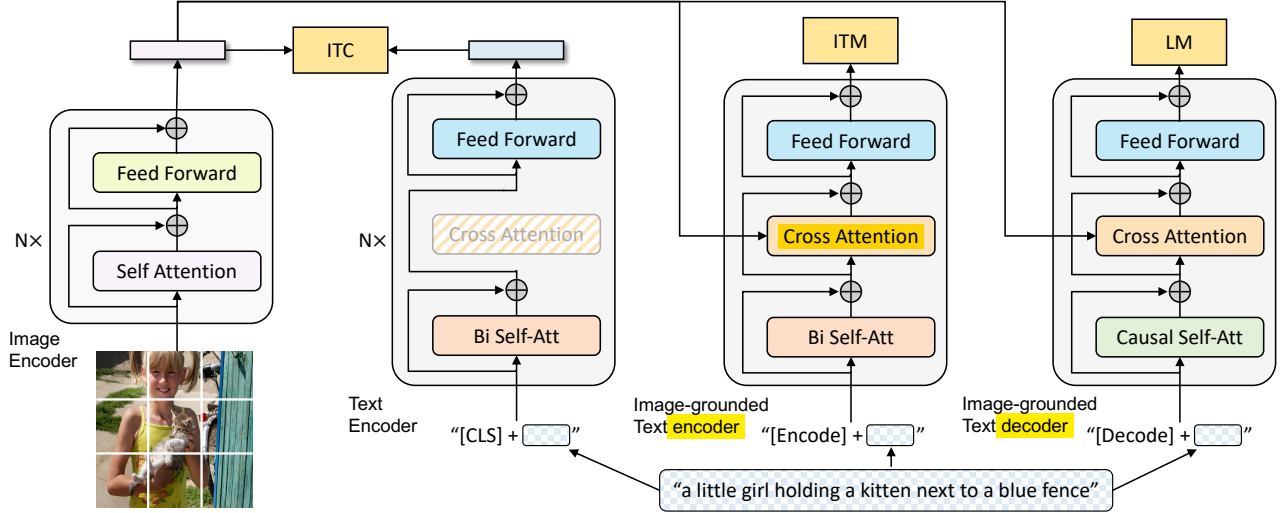 ITC
ITM
LM
Feed Forward
Self Attention
N×
Image
Encoder
Feed Forward
Cross Attention
Bi Self-Att
N×
Text
Encoder
"[CLS] + "
Feed Forward
Cross Attention
Bi Self-Att
Image-grounded
Text encoder
"[Encode] + "
Feed Forward
Cross Attention
Causal Self-Att
Image-grounded
Text decoder
"[Decode] + "
"a little girl holding a kitten next to a blue fence"